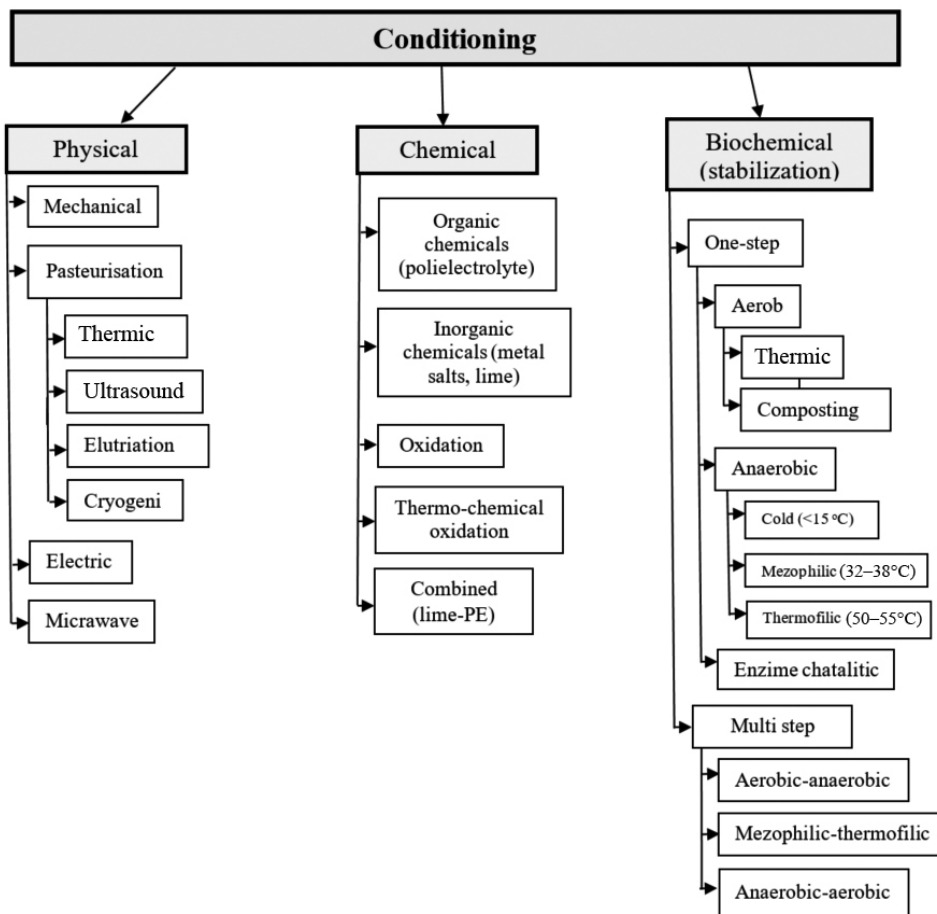 Conditioning
Physical
Mechanical
Pasteurisation
Thermic
Ultrasound
Elutriation
Cryogeni
Electric
Micrawave
Chemical
Organic
chemicals
(polielectrolyte)
Inorganic
chemicals (metal
salts, lime)
Oxidation
Thermo-chemical
oxidation
Combined
(lime-PE)
Biochemical
(stabilization)
One-step
Aerob
Thermic
Composting
Anaerobic
Cold (<15 °C)
Mezophilic (32–38°C)
Thermofilic (50–55°C)
Enzime chatalitic
Multi step
Aerobic-anaerobic
Mezophilic-thermofilic
Anaerobic-aerobic